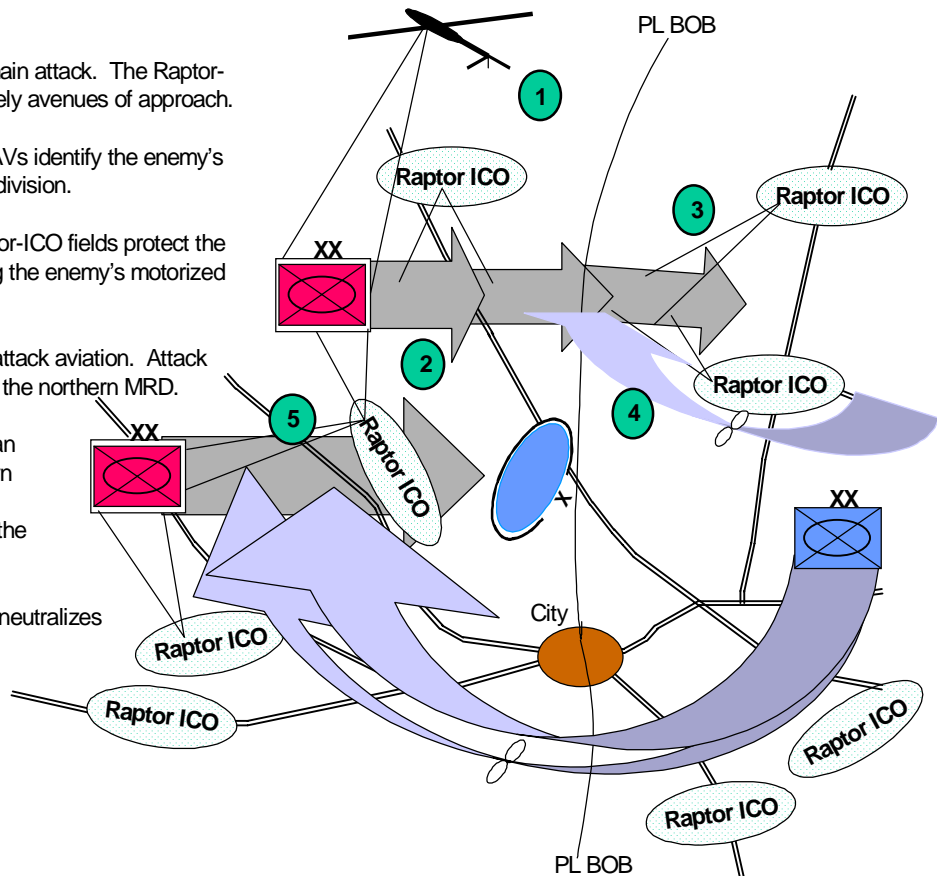 PL BOB
ain attack. The Raptor-
ely avenues of approach.
1
AVs identify the enemy's
division.
Raptor ICO
Raptor ICO
3
or-ICO fields protect the
g the enemy's motorized
XX
2
attack aviation. Attack
the northern MRD.
Raptor ICO
4
5
Raptor ICO
XX
an
n
X
XX
the
City
neutralizes
Raptor ICO
Raptor ICO
Raptor ICO
Raptor ICO
PL BOB